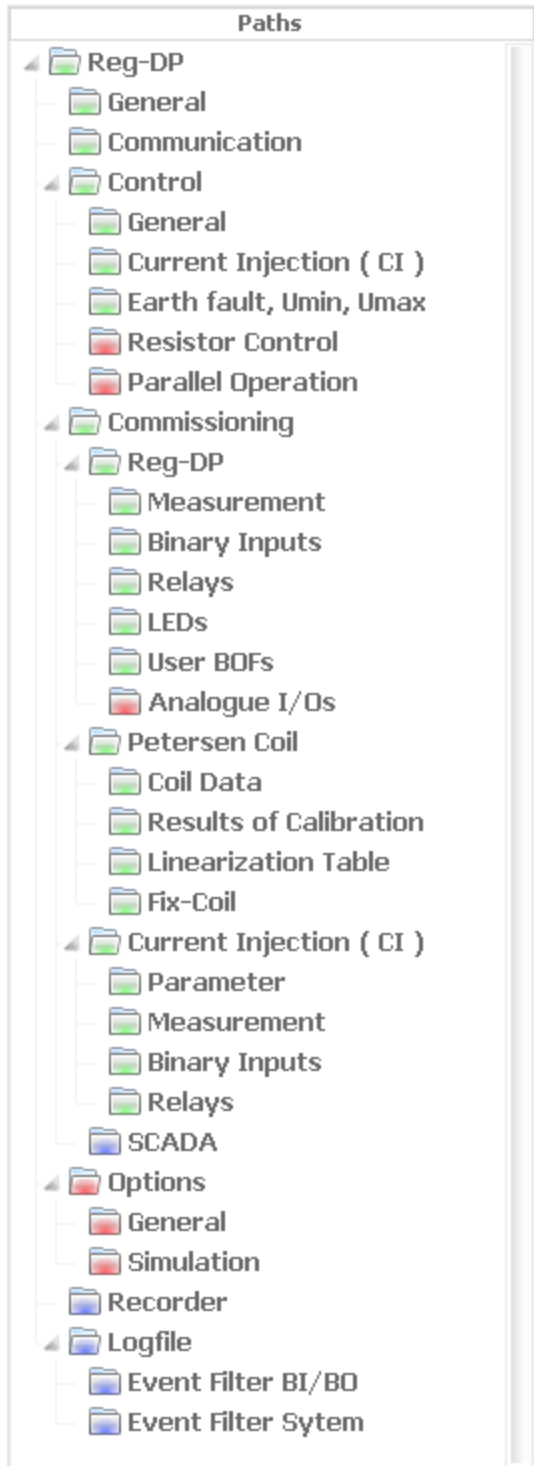 Paths
Reg-DP
General
Communication
Control
General
Current Injection ( CI )
Earth fault, Umin, Umax
Resistor Control
Parallel Operation
Commissioning
Reg-DP
Measurement
Binary Inputs
Relays
LEDs
User BOFs
Analogue I/Os
Petersen Coil
Coil Data
Results of Calibration
Linearization Table
Fix-Coil
Current Injection ( CI )
Parameter
Measurement
Binary Inputs
Relays
SCADA
Options
General
Simulation
Recorder
Logfile
Event Filter BI/BO
Event Filter Sytem